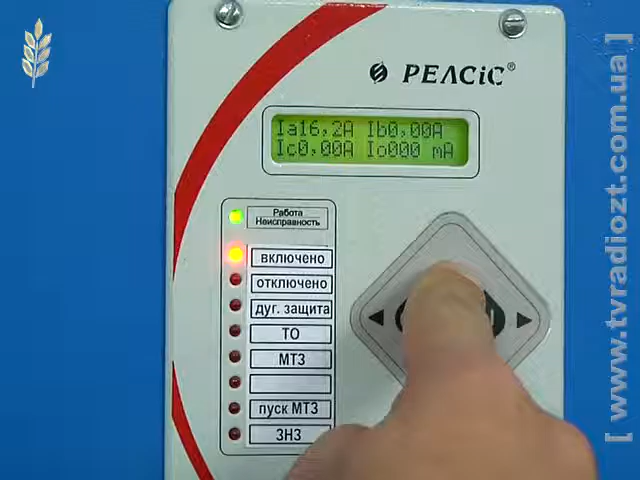 РЕЛСіС®
Ia16,2A Ib0,00A
Ic0,00A Io000 mA
Работа
Неисправность
включено
отключено
дуг. защита
ТО
МТЗ
пуск МТЗ
ЗНЗ
[ www.tvradiozt.com.ua ]